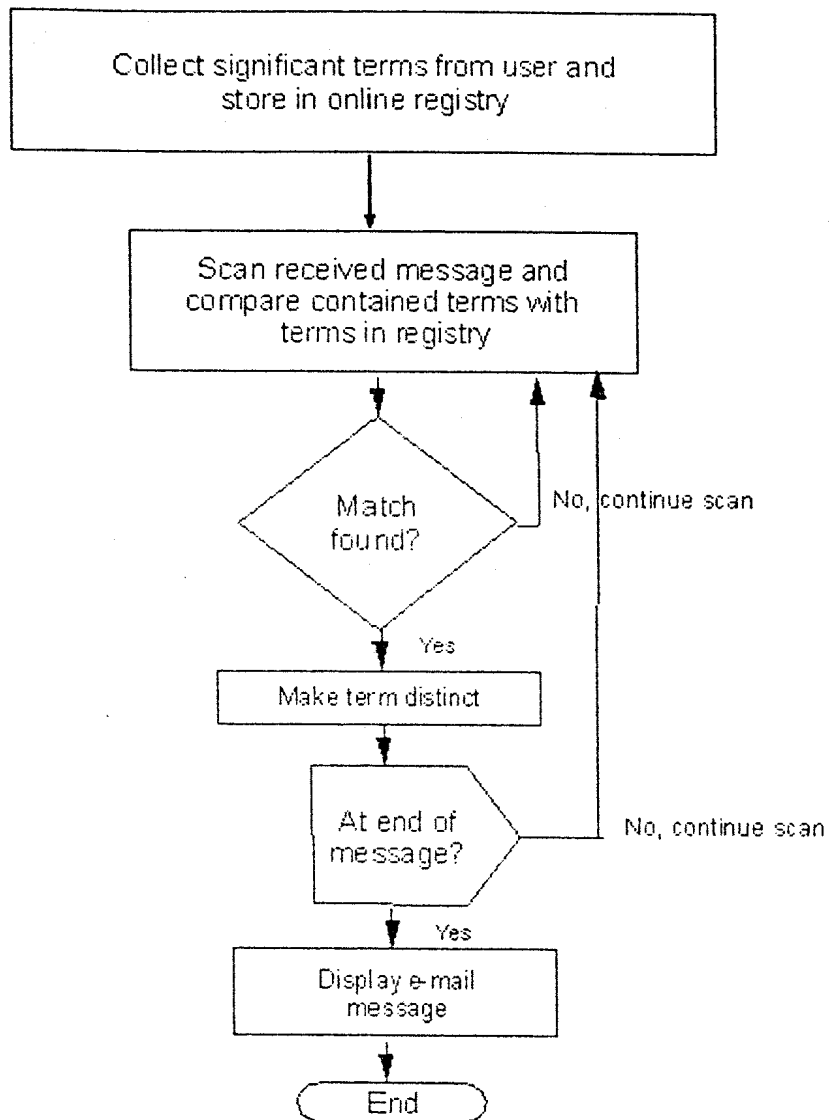 Collect significant terms from user and
store in online registry
Scan received message and
compare contained terms with
terms in registry
Match
found?
No, continue scan
Yes
Make term distinct
At end of
message?
No, continue scan
Yes
Display e-mail
message
End